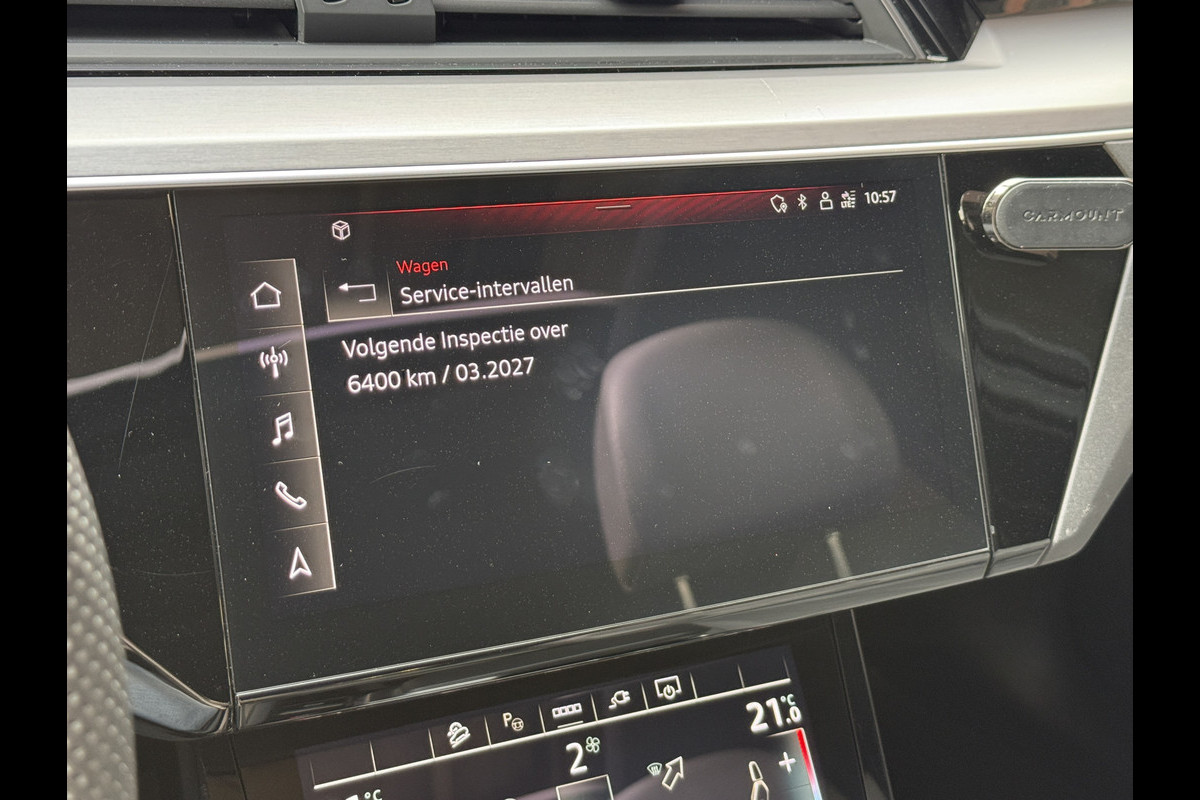 10:57
CARMOUNT
Wagen
Service-intervallen
Volgende Inspectie over
6400 km / 03.2027
P
21.0 °C
2
+
°C